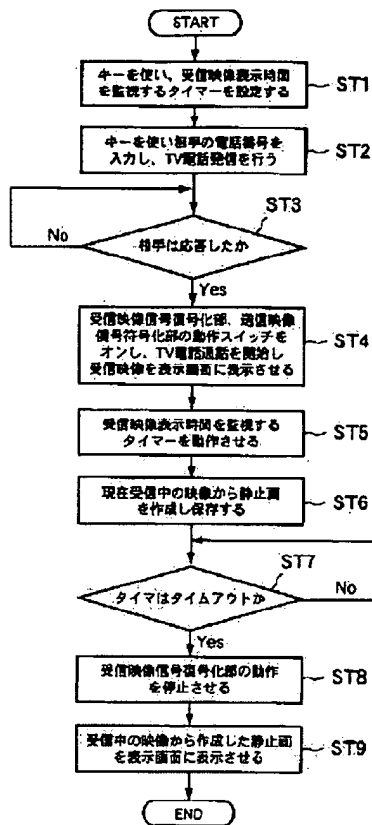 START
キーを使い、受信映像表示時間
を監視するタイマーを設定する
ST1
キーを使い相手の電話番号を
入力し、TV電話発信を行う
ST2
ST3
相手は応答したか
No
Yes
受信映像信号復号化部、送信映像
信号符号化部の動作スイッチを
オンし、TV電話通話を開始し
受信映像を表示画面に表示させる
ST4
受信映像表示時間を監視する
タイマーを動作させる
ST5
現在受信中の映像から静止画
を作成し保存する
ST6
ST7
タイマはタイムアウトか
No
Yes
受信映像信号復号化部の動作
を停止させる
ST8
受信中の映像から作成した静止画
を表示画面に表示させる
ST9
END